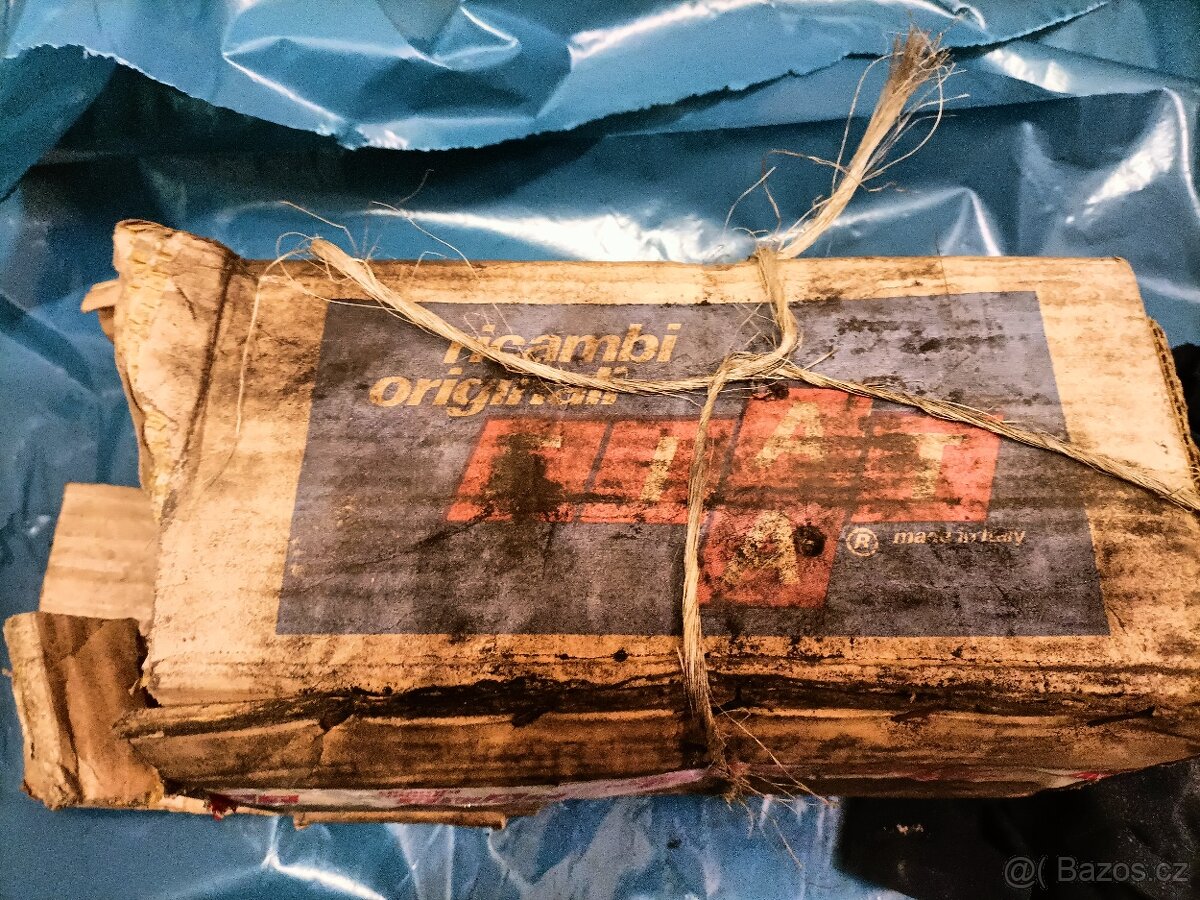 ricambi
originali
FIAT
A
® made in Italy
@( Bazos.cz